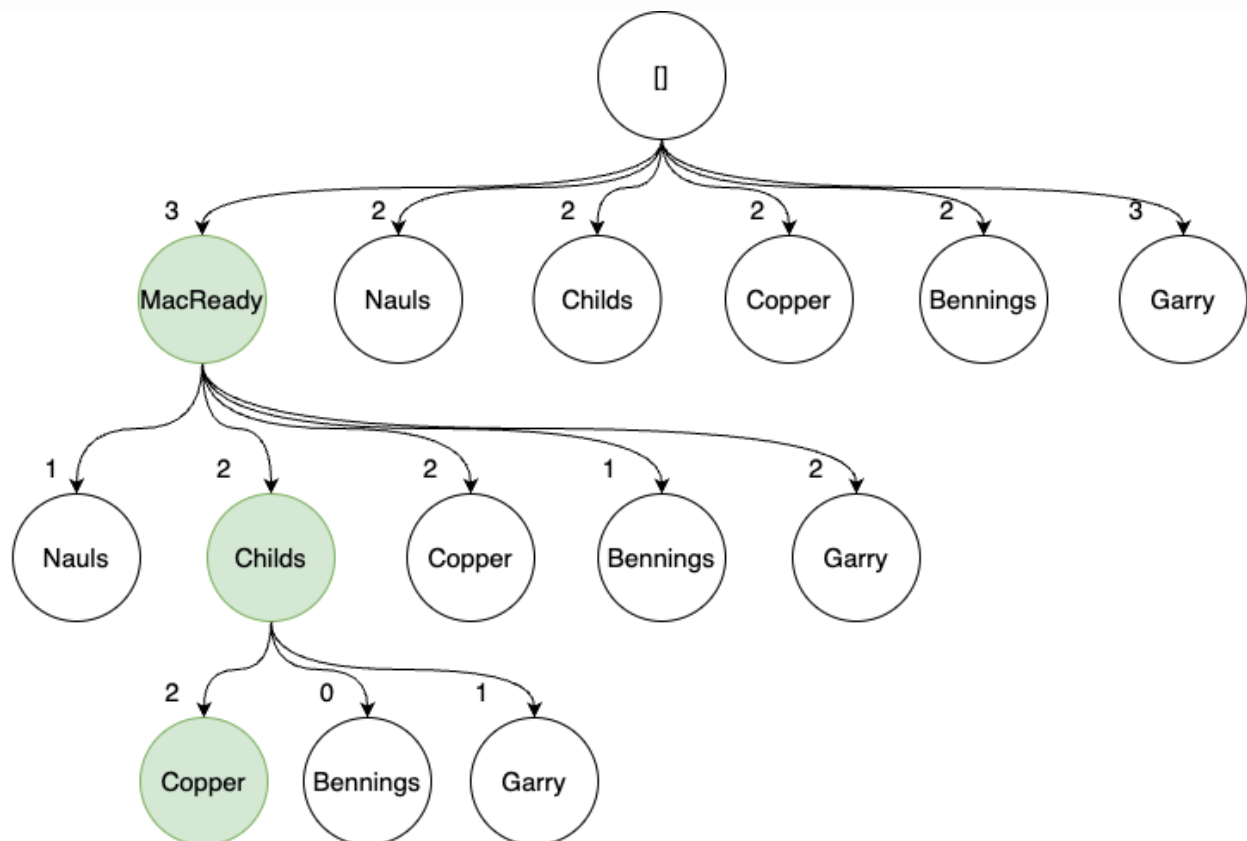 []
3 2 2 2 2 3
MacReady Nauls Childs Copper Bennings Garry
1 2 2 1 2
Nauls Childs Copper Bennings Garry
2 0 1
Copper Bennings Garry